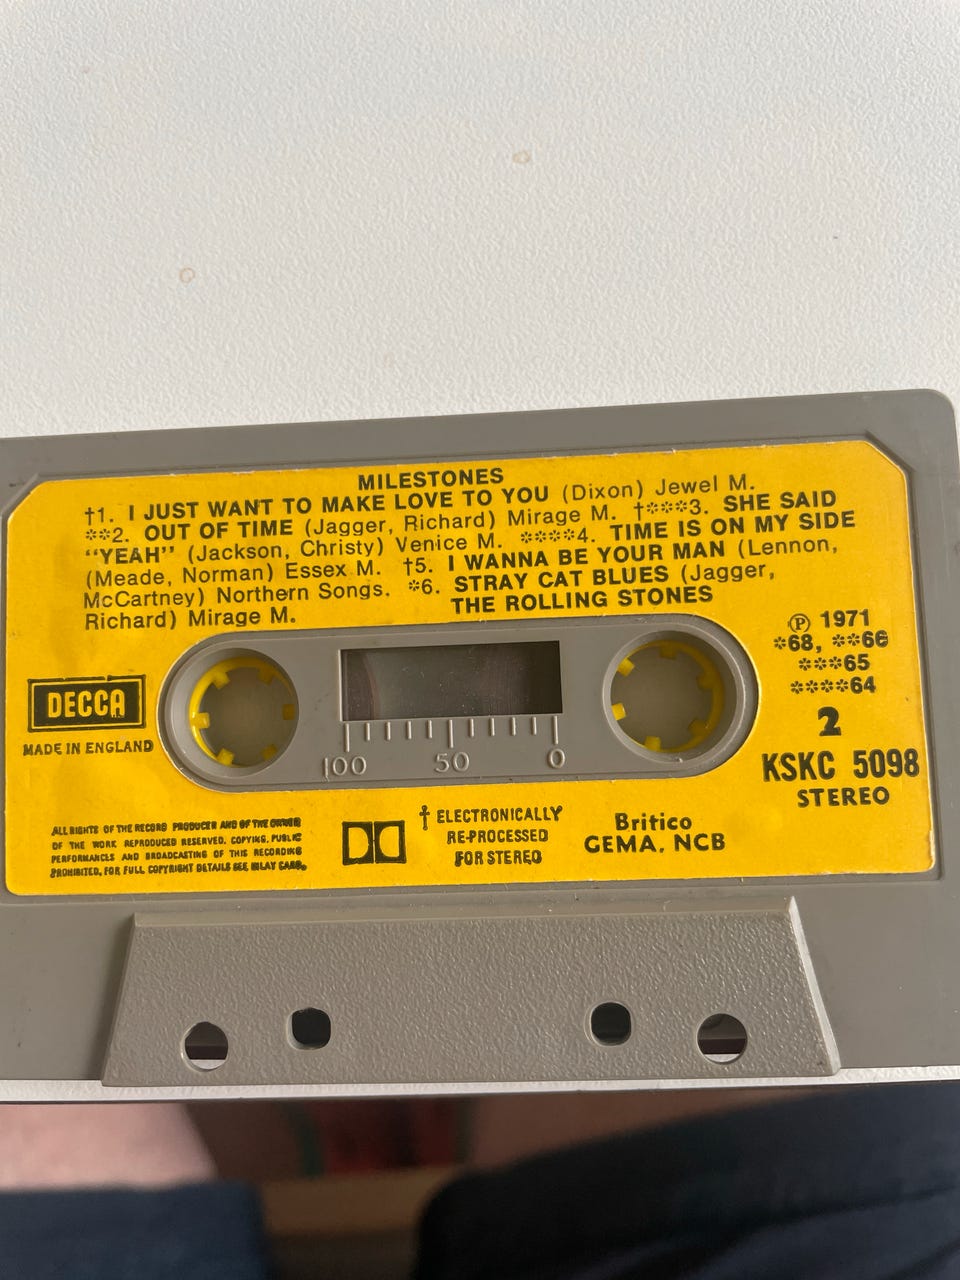 MILESTONES
†1. I JUST WANT TO MAKE LOVE TO YOU (Dixon) Jewel M.
**2. OUT OF TIME (Jagger, Richard) Mirage M. †***3. SHE SAID
“YEAH” (Jackson, Christy) Venice M. ****4. TIME IS ON MY SIDE
(Meade, Norman) Essex M. †5. I WANNA BE YOUR MAN (Lennon,
McCartney) Northern Songs. *6. STRAY CAT BLUES (Jagger,
Richard) Mirage M. THE ROLLING STONES
Ⓟ 1971
*68, **66
***65
****64
DECCA
MADE IN ENGLAND
100 50 0
2
KSKC 5098
STEREO
ALL RIGHTS OF THE RECORD PRODUCER AND OF THE OWNER
OF THE WORK REPRODUCED RESERVED. COPYING, PUBLIC
PERFORMANCES AND BROADCASTING OF THIS RECORDING
PROHIBITED, FOR FULL COPYRIGHT DETAILS SEE INLAY CARD.
† ELECTRONICALLY
RE-PROCESSED
FOR STEREO
Britico
GEMA. NCB